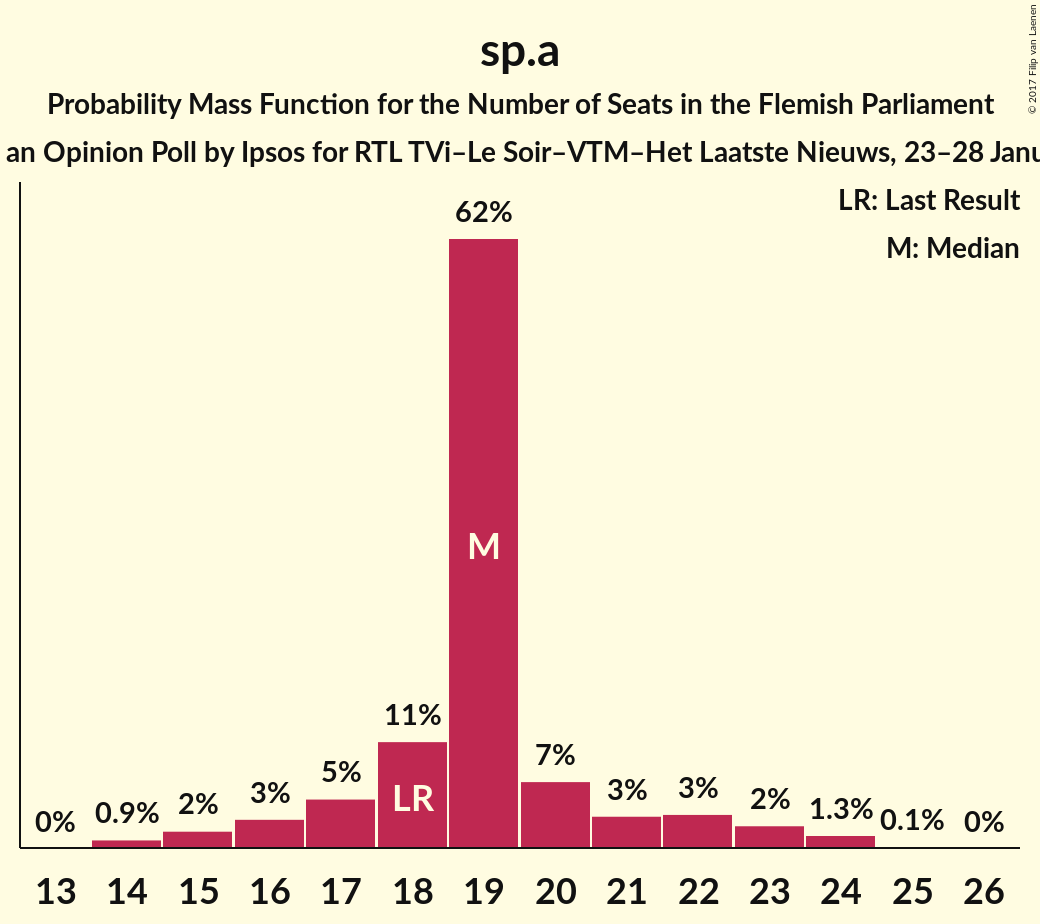 sp.a
Probability Mass Function for the Number of Seats in the Flemish Parliament
an Opinion Poll by Ipsos for RTL TVi–Le Soir–VTM–Het Laatste Nieuws, 23–28 Janu
© 2017 Filip van Laenen
LR: Last Result
M: Median
62%
M
11%
LR
7%
5%
3%
3%
3%
2%
2%
1.3%
0.9%
0.1%
0%
0%
13 14 15 16 17 18 19 20 21 22 23 24 25 26